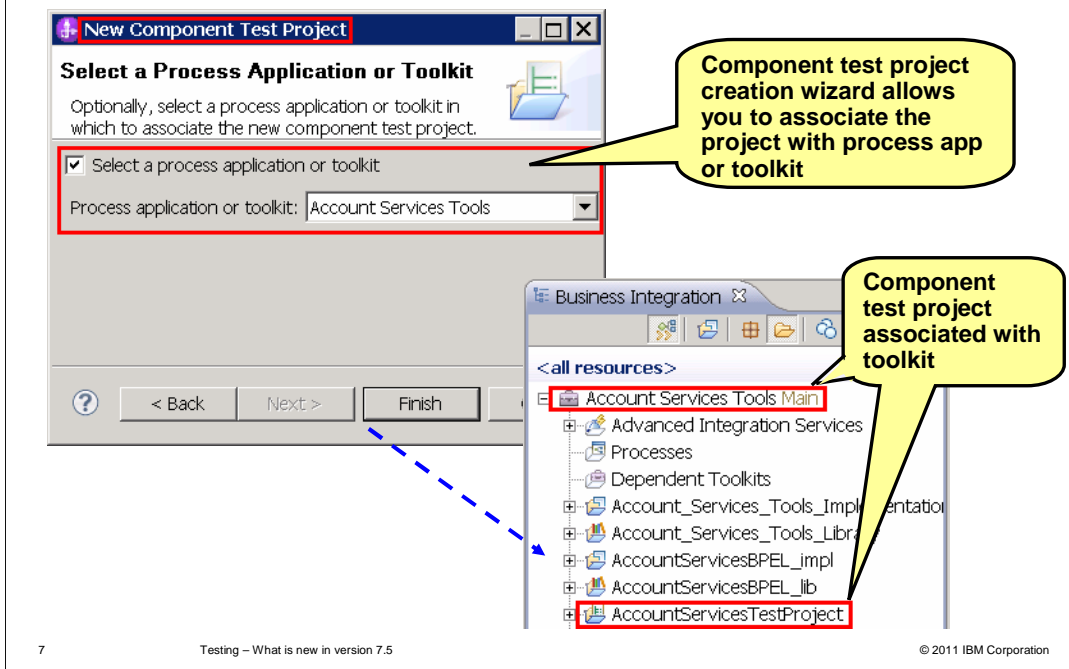 New Component Test Project
Select a Process Application or Toolkit
Optionally, select a process application or toolkit in
which to associate the new component test project.
Select a process application or toolkit
Process application or toolkit: Account Services Tools
? < Back Next > Finish
Component test project
creation wizard allows
you to associate the
project with process app
or toolkit
Business Integration
<all resources>
Account Services Tools Main
Advanced Integration Services
Processes
Dependent Toolkits
Account_Services_Tools_Implementation
Account_Services_Tools_Library
AccountServicesBPEL_impl
AccountServicesBPEL_lib
AccountServicesTestProject
Component
test project
associated with
toolkit
7 Testing – What is new in version 7.5 © 2011 IBM Corporation